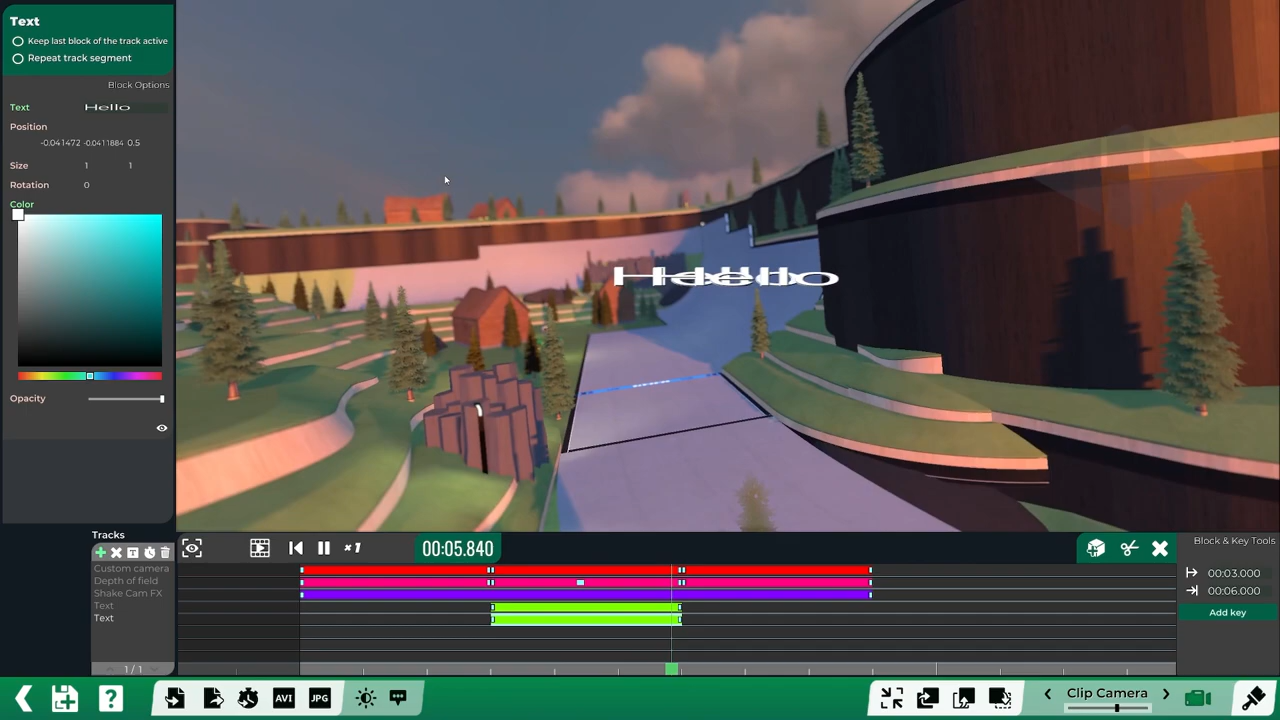 Text
Keep last block of the track active
Repeat track segment
Block Options
Text Hello
Position
-0.041472 -0.0411884 0.5
Size 1 1
Rotation 0
Color
Opacity
Hello
Tracks
Custom camera
Depth of field
Shake Cam FX
Text
Text
1 / 1
×1
00:05.840
Block & Key Tools
00:03.000
00:06.000
Add key
?
AVI
JPG
Clip Camera